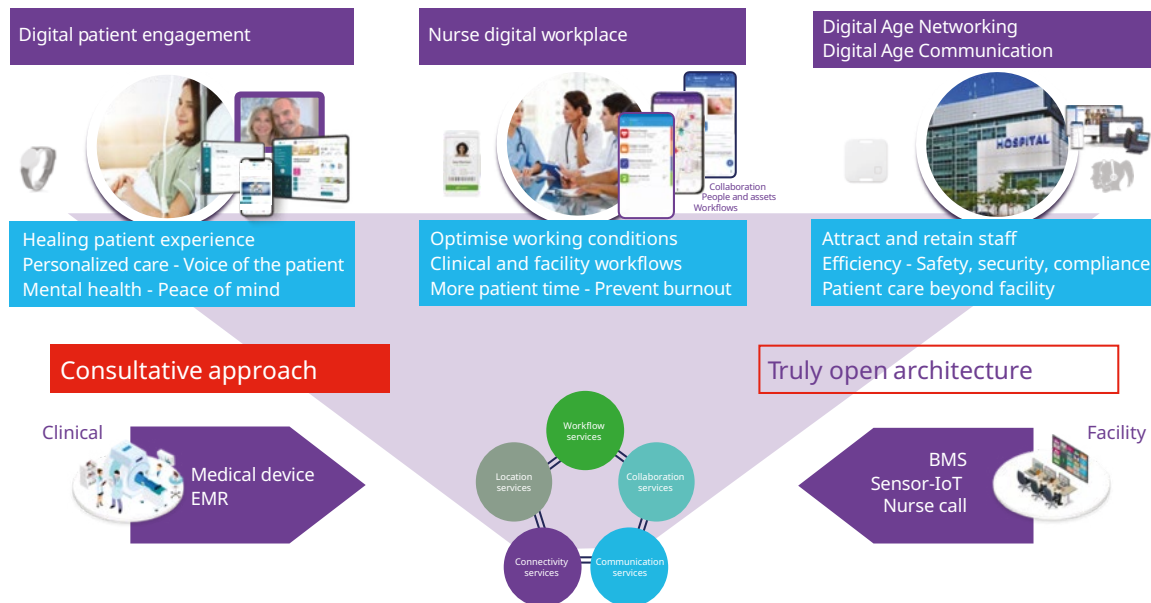 Digital patient engagement
Nurse digital workplace
Digital Age Networking
Digital Age Communication
HOSPITAL
Collaboration
People and assets
Workflows
Healing patient experience
Personalized care - Voice of the patient
Mental health - Peace of mind
Optimise working conditions
Clinical and facility workflows
More patient time - Prevent burnout
Attract and retain staff
Efficiency - Safety, security, compliance
Patient care beyond facility
Consultative approach
Truly open architecture
Clinical
Medical device
EMR
Workflow
services
Location
services
Collaboration
services
Connectivity
services
Communication
services
Facility
BMS
Sensor-IoT
Nurse call